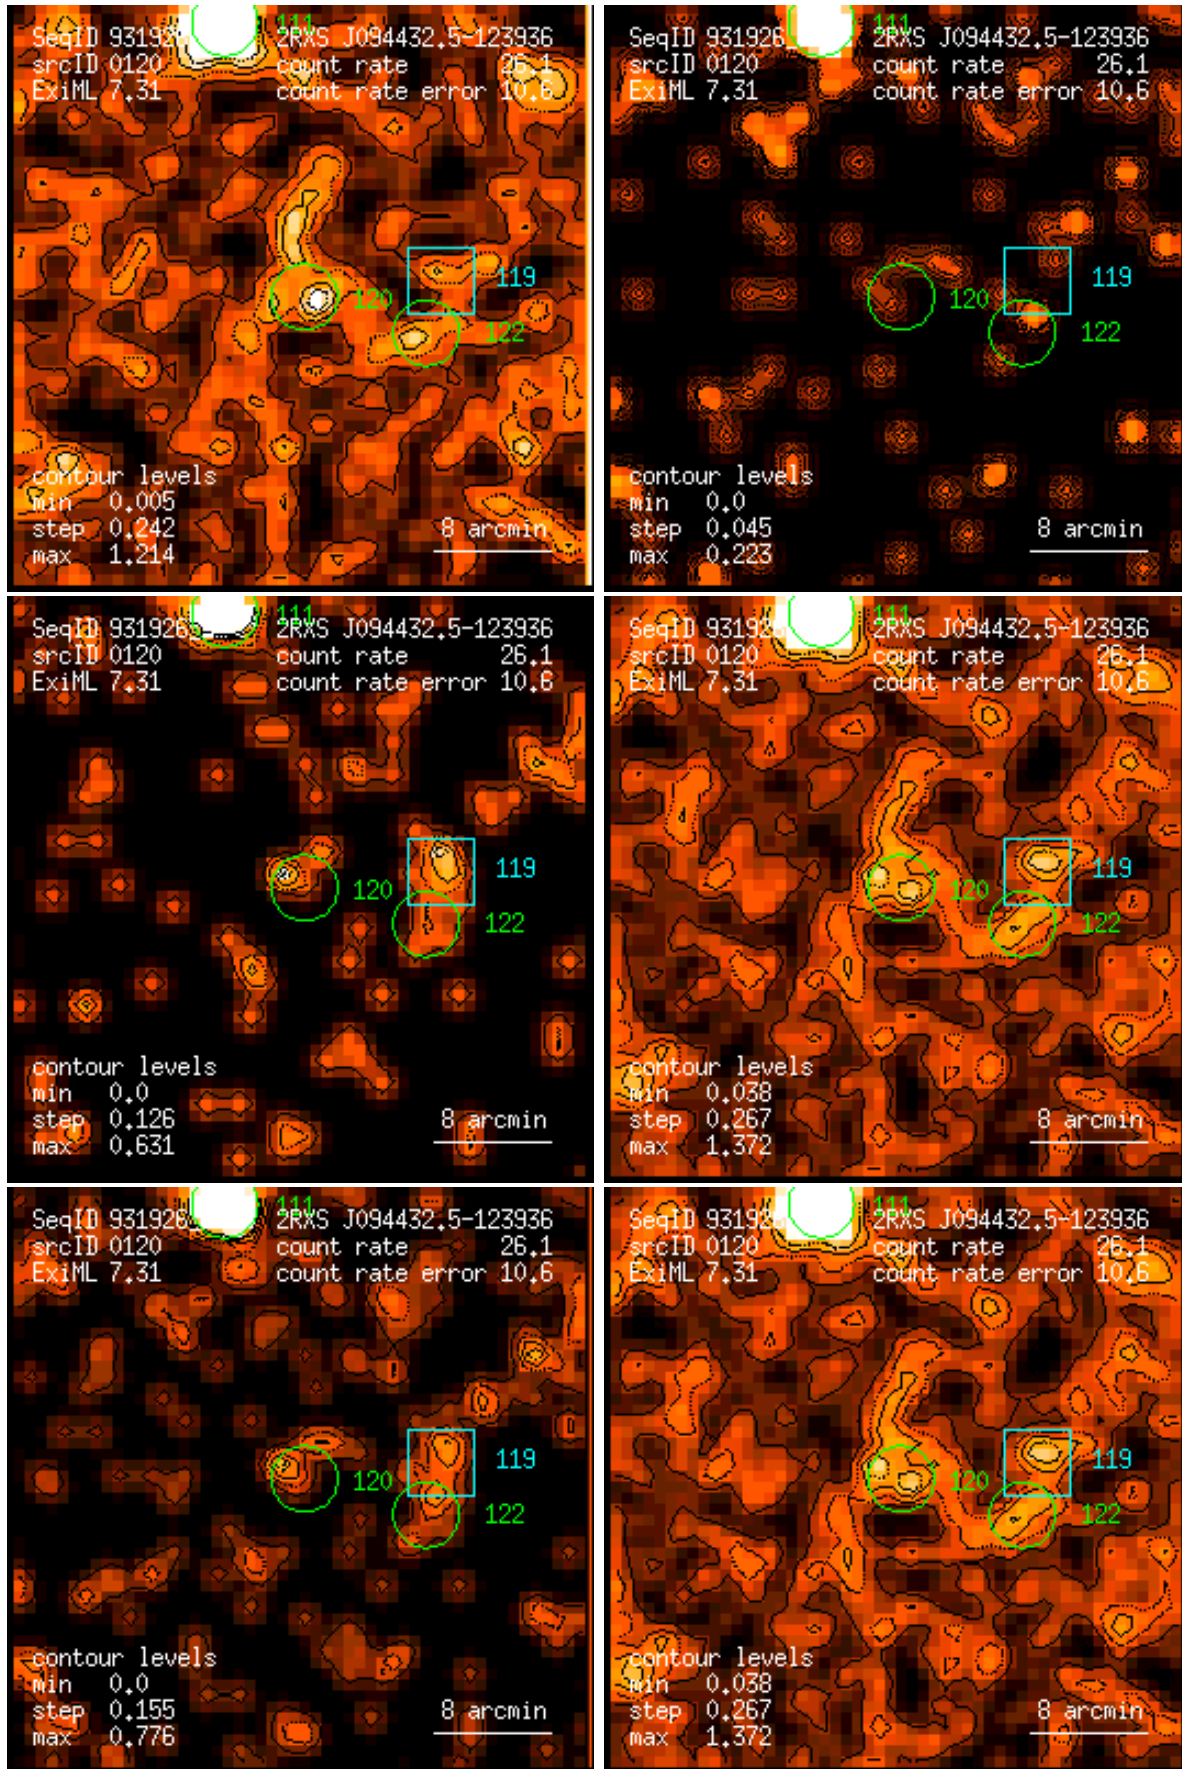 111
SeqID 931926 2RXS J094432.5-123936
srcID 0120 count rate 26.1
ExiML 7.31 count rate error 10.6
119
120
122
contour levels
min 0.005
step 0.242 8 arcmin
max 1.214
111
SeqID 931926 2RXS J094432.5-123936
srcID 0120 count rate 26.1
ExiML 7.31 count rate error 10.6
119
120
122
contour levels
min 0.0
step 0.045 8 arcmin
max 0.223
111
SeqID 931926 2RXS J094432.5-123936
srcID 0120 count rate 26.1
ExiML 7.31 count rate error 10.6
119
120
122
contour levels
min 0.0
step 0.126 8 arcmin
max 0.631
111
SeqID 931926 2RXS J094432.5-123936
srcID 0120 count rate 26.1
ExiML 7.31 count rate error 10.6
119
120
122
contour levels
min 0.038
step 0.267 8 arcmin
max 1.372
111
SeqID 931926 2RXS J094432.5-123936
srcID 0120 count rate 26.1
ExiML 7.31 count rate error 10.6
119
120
122
contour levels
min 0.0
step 0.155 8 arcmin
max 0.776
111
SeqID 931926 2RXS J094432.5-123936
srcID 0120 count rate 26.1
ExiML 7.31 count rate error 10.6
119
120
122
contour levels
min 0.038
step 0.267 8 arcmin
max 1.372